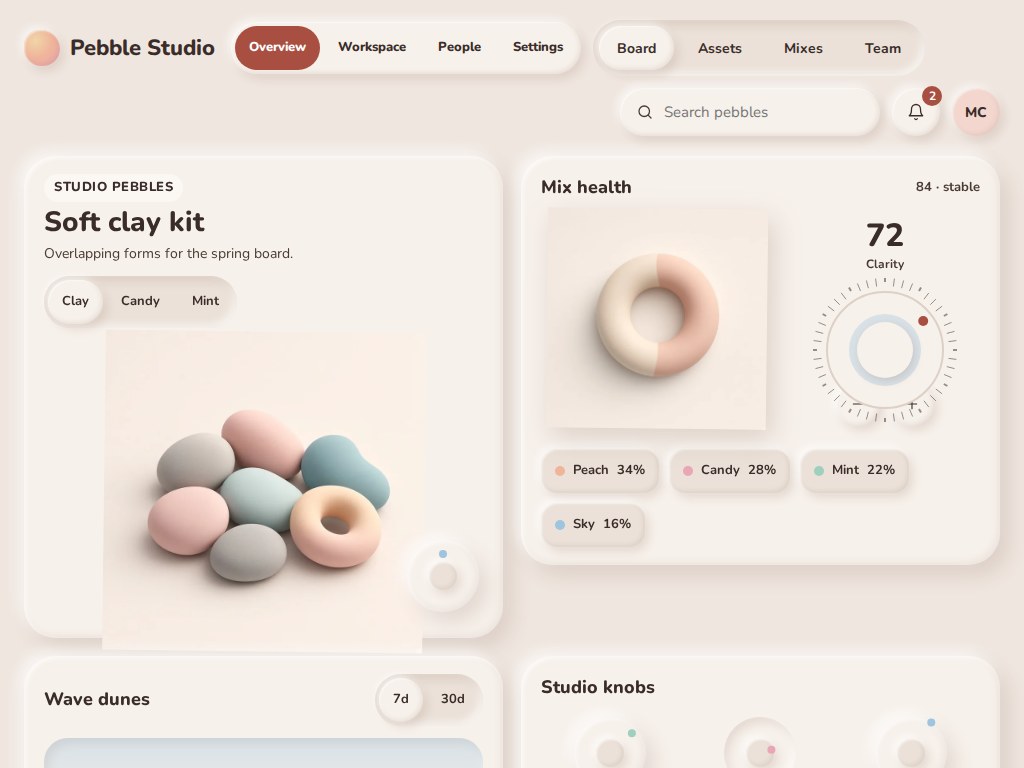 Pebble Studio
Overview Workspace People Settings
Board Assets Mixes Team
Search pebbles
2
MC
STUDIO PEBBLES
Soft clay kit
Overlapping forms for the spring board.
Clay Candy Mint
Mix health
84 · stable
72
Clarity
− +
Peach 34%
Candy 28%
Mint 22%
Sky 16%
Wave dunes
7d 30d
Studio knobs